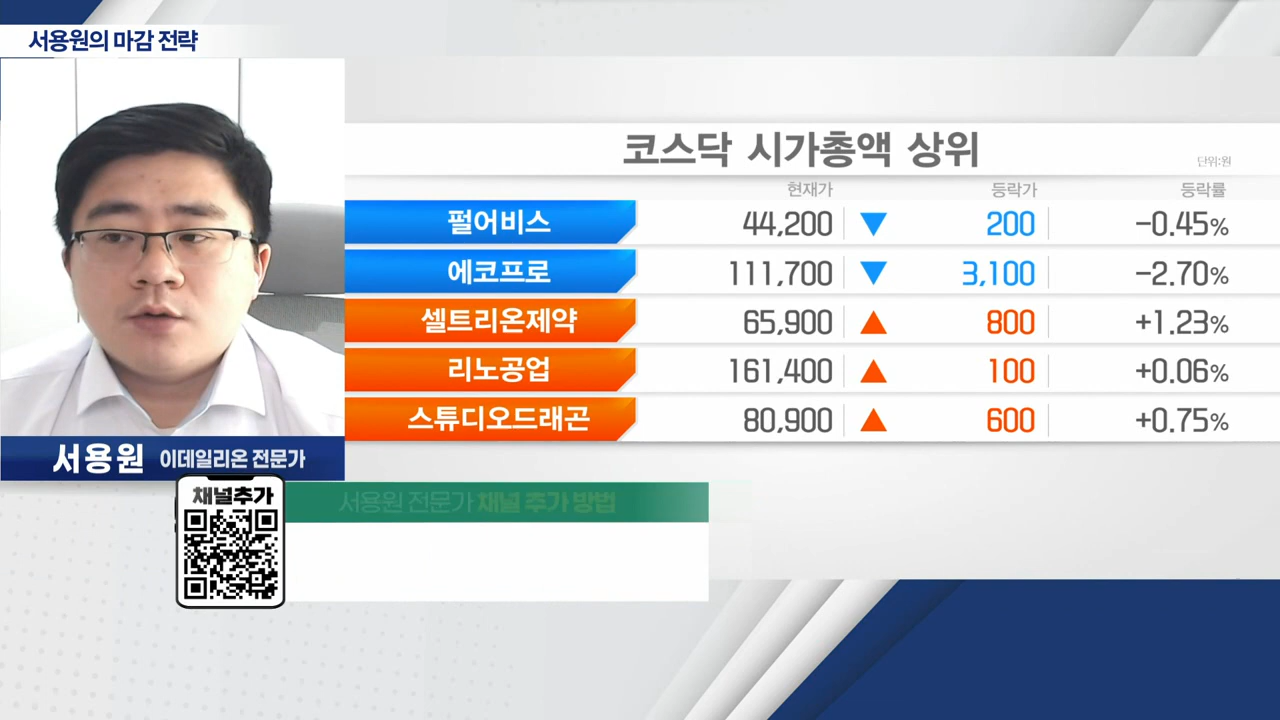 서용원의 마감 전략
코스닥 시가총액 상위
단위:원
현재가 등락가 등락률
펄어비스 44,200 ▼ 200 -0.45%
에코프로 111,700 ▼ 3,100 -2.70%
셀트리온제약 65,900 ▲ 800 +1.23%
리노공업 161,400 ▲ 100 +0.06%
스튜디오드래곤 80,900 ▲ 600 +0.75%
서용원 이데일리온 전문가
채널추가
서용원 전문가 채널 추가 방법